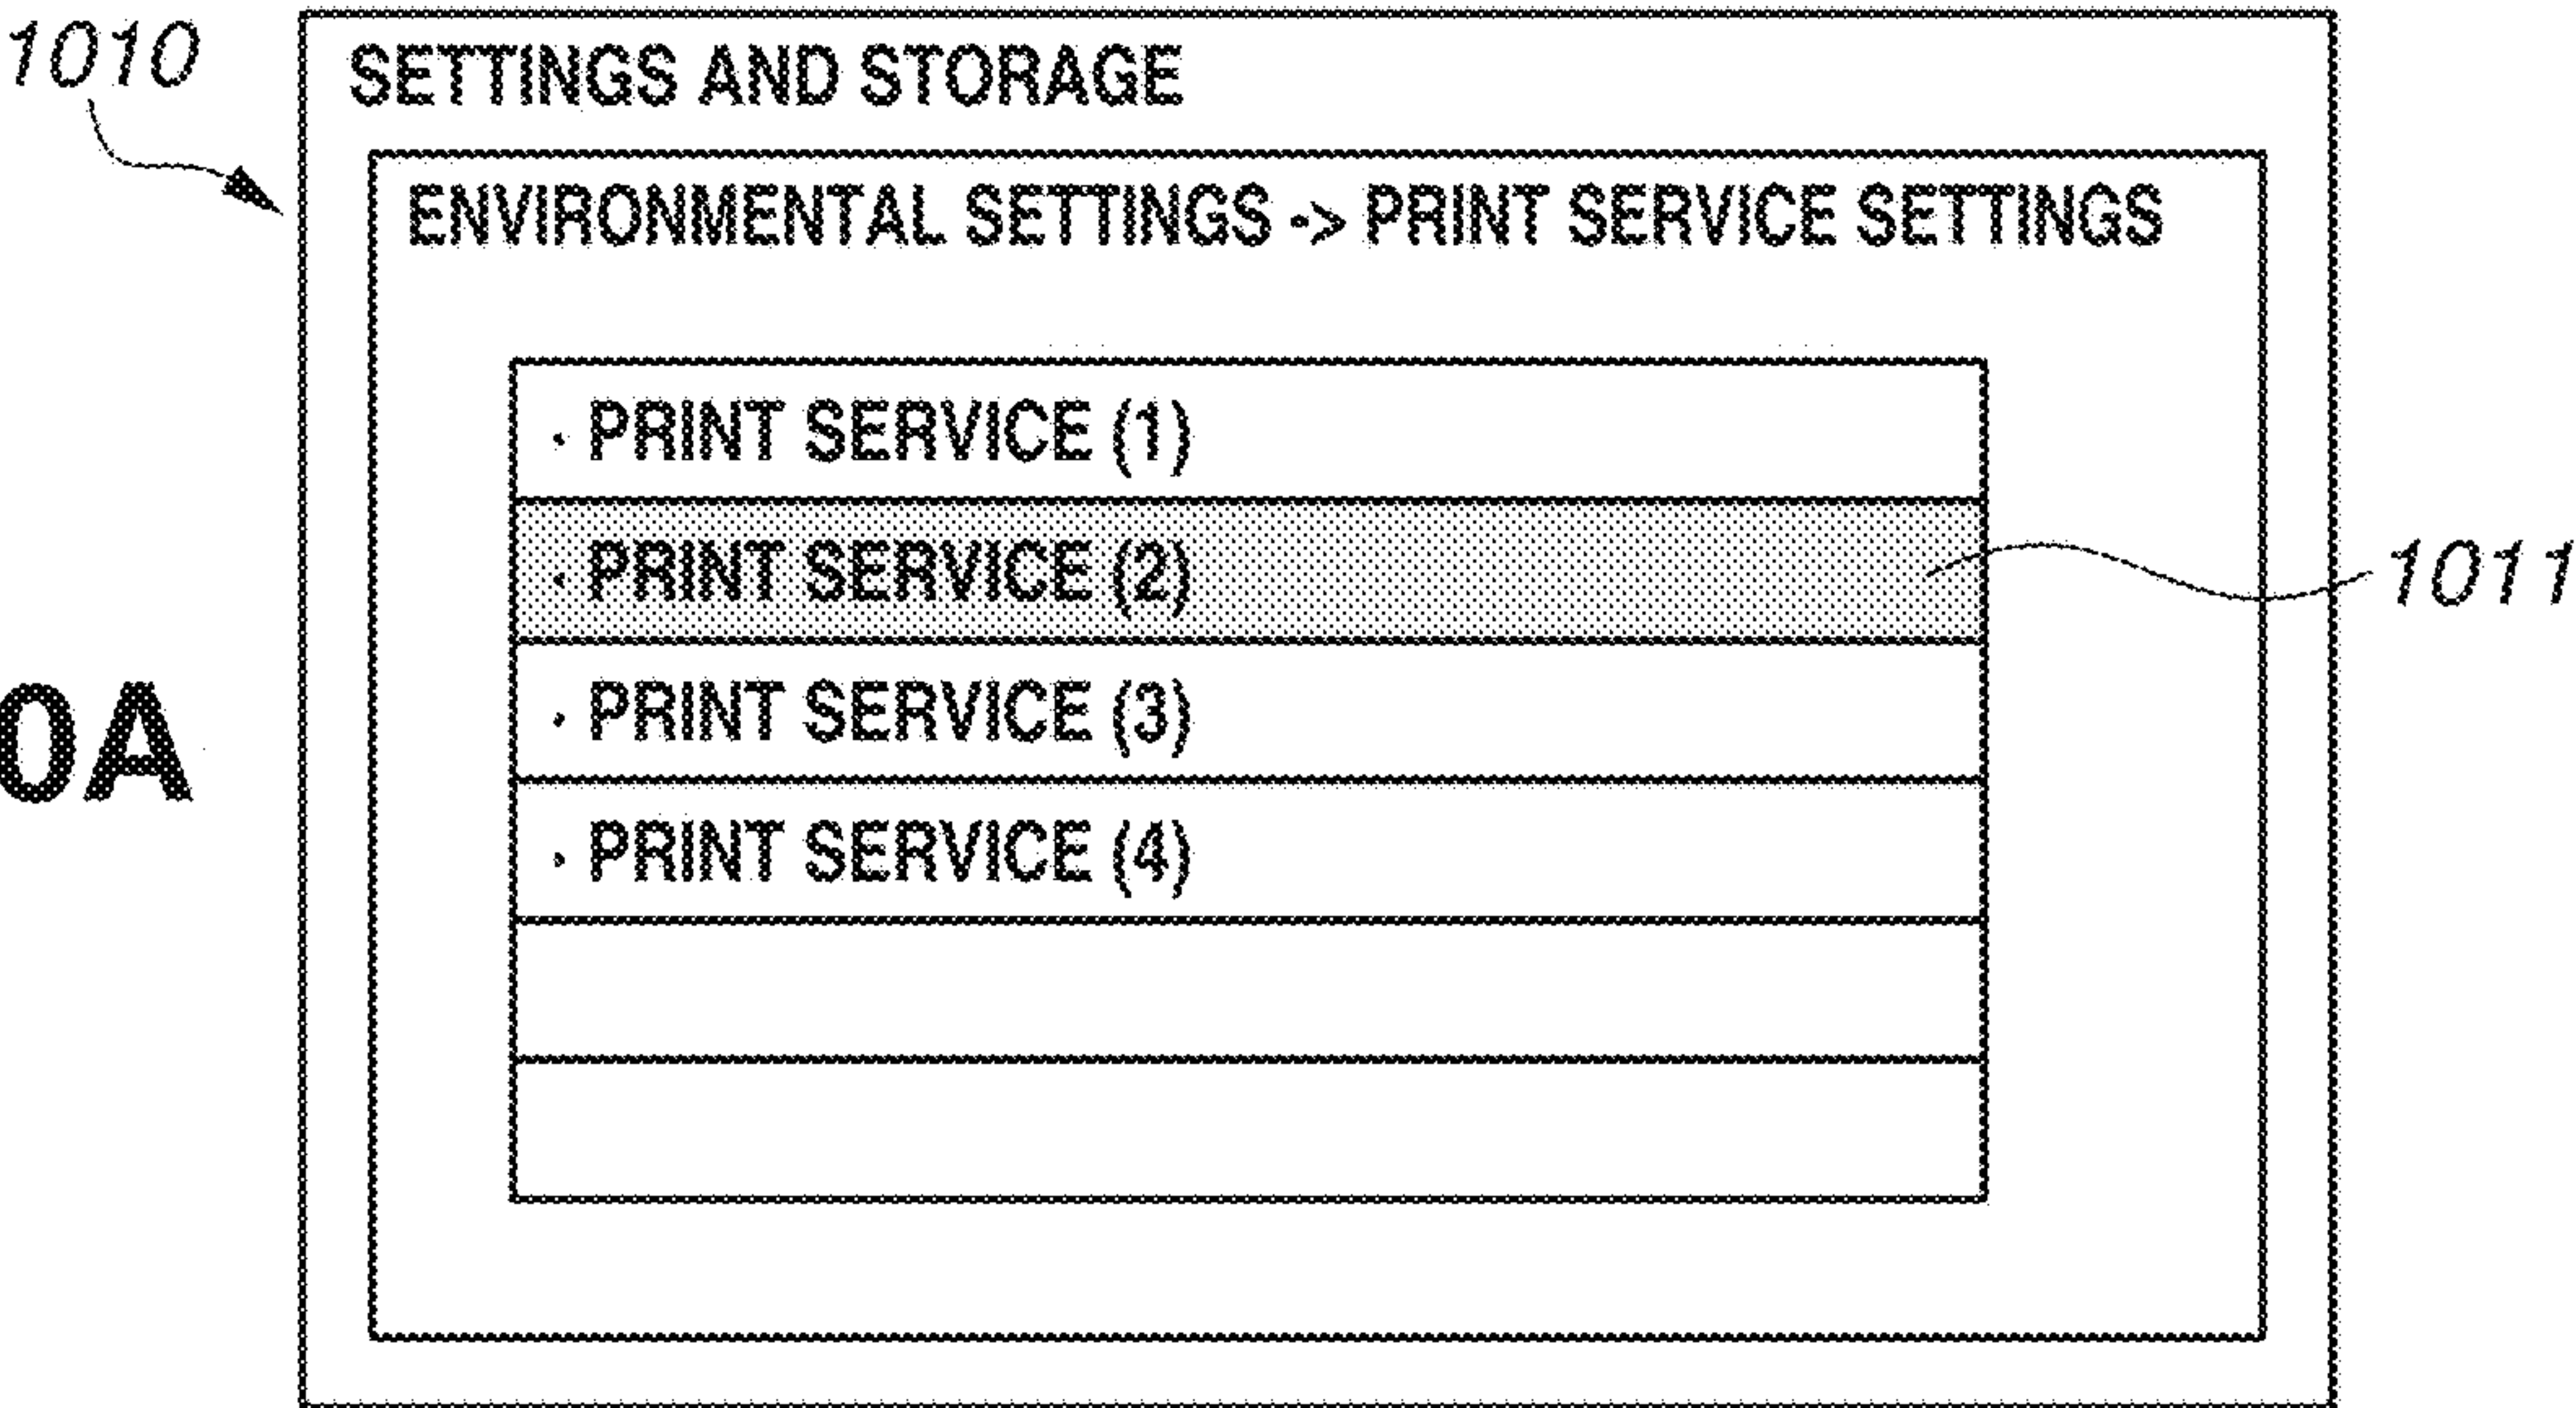 1010
SETTINGS AND STORAGE
ENVIRONMENTAL SETTINGS -> PRINT SERVICE SETTINGS
· PRINT SERVICE (1)
· PRINT SERVICE (2)
1011
· PRINT SERVICE (3)
0A
· PRINT SERVICE (4)